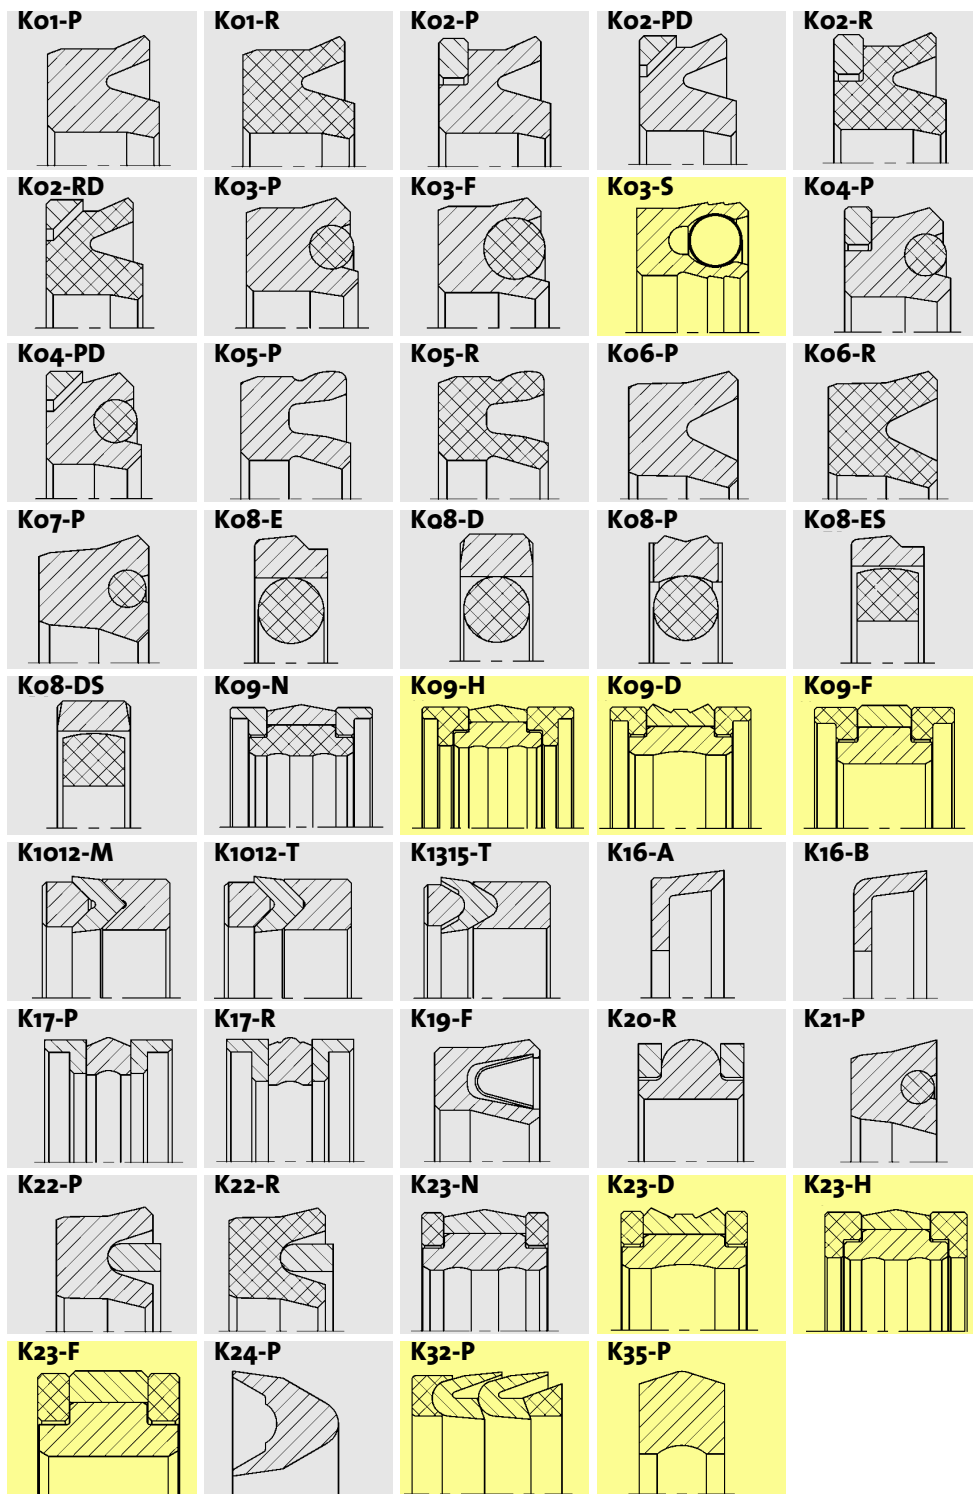 K01-P K01-R K02-P K02-PD K02-R
K02-RD K03-P K03-F K03-S K04-P
K04-PD K05-P K05-R K06-P K06-R
K07-P K08-E K08-D K08-P K08-ES
K08-DS K09-N K09-H K09-D K09-F
K1012-M K1012-T K1315-T K16-A K16-B
K17-P K17-R K19-F K20-R K21-P
K22-P K22-R K23-N K23-D K23-H
K23-F K24-P K32-P K35-P